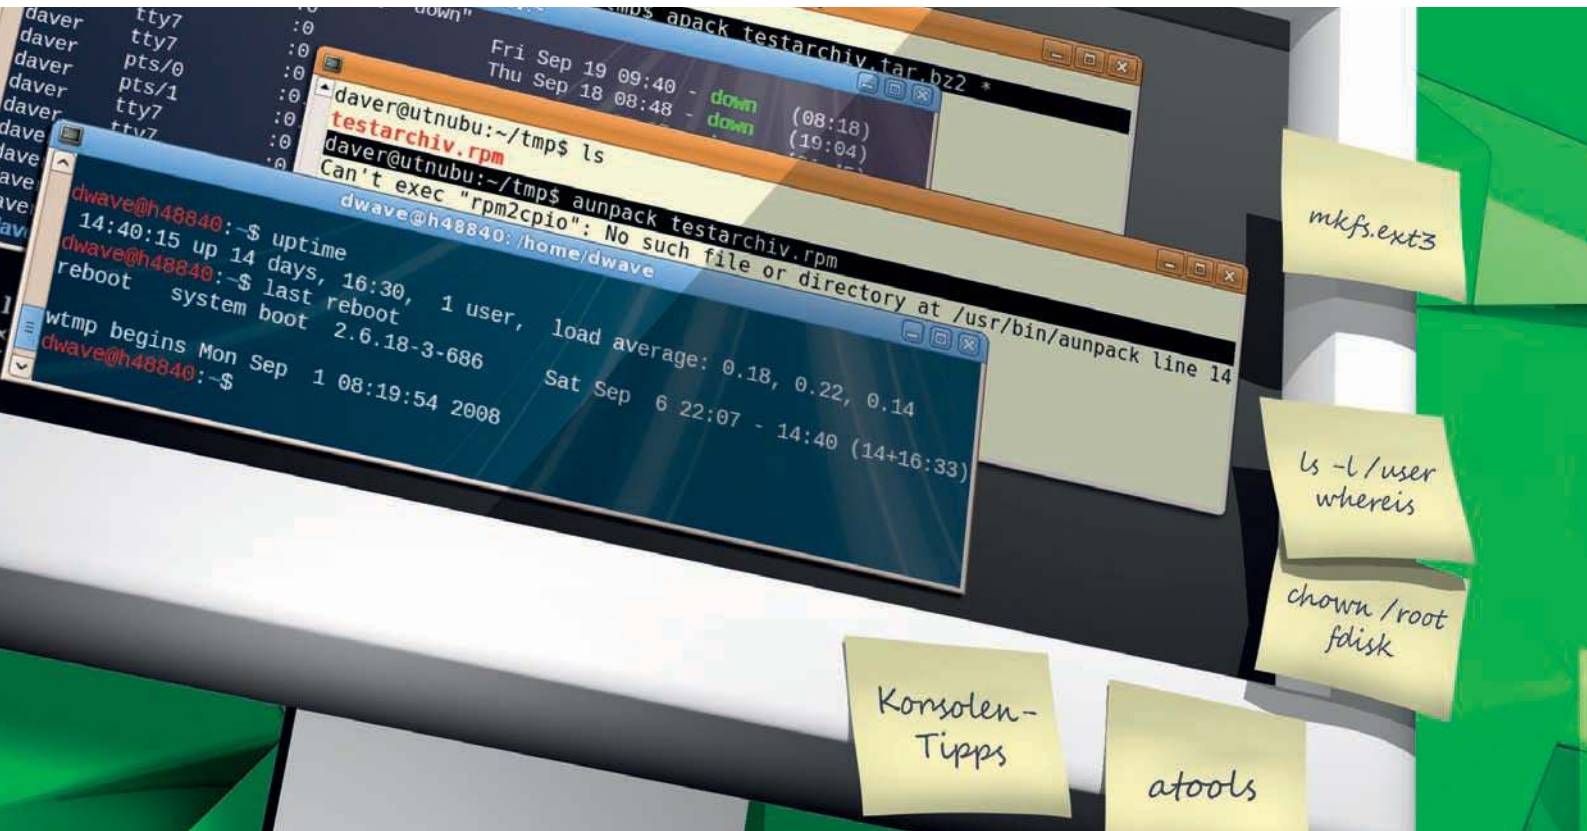 daver tty7 :0 down"
daver tty7 :0 Fri Sep 19 09:40 - down (08:18)
daver pts/0 :0 Thu Sep 18 08:48 - down (19:04)
daver pts/1 :0
daver tty7 :0
tty7 :0
apack testarchiv.tar.bz2 *
daver@utnubu:~/tmp$ ls
testarchiv.rpm
daver@utnubu:~/tmp$ aunpack testarchiv.rpm
Can't exec "rpm2cpio": No such file or directory at /usr/bin/aunpack line 14
dwave@h48840: /home/dwave
dwave@h48840:~$ uptime
14:40:15 up 14 days, 16:30, 1 user, load average: 0.18, 0.22, 0.14
dwave@h48840:~$ last reboot
reboot system boot 2.6.18-3-686 Sat Sep 6 22:07 - 14:40 (14+16:33)
wtmp begins Mon Sep 1 08:19:54 2008
dwave@h48840:~$
mkfs.ext3
ls -l /user
whereis
chown /root
fdisk
Konsolen-
Tipps
atools